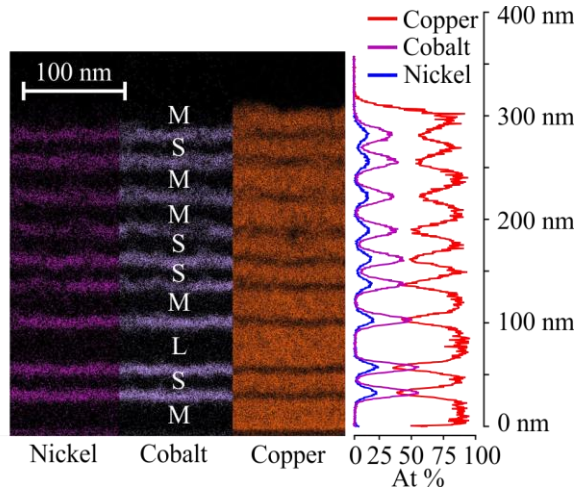 100 nm
M
S
M
M
S
S
M
L
S
M
Nickel Cobalt Copper
Copper
Cobalt
Nickel
400 nm
300 nm
200 nm
100 nm
0 nm
0 25 50 75 100
At %